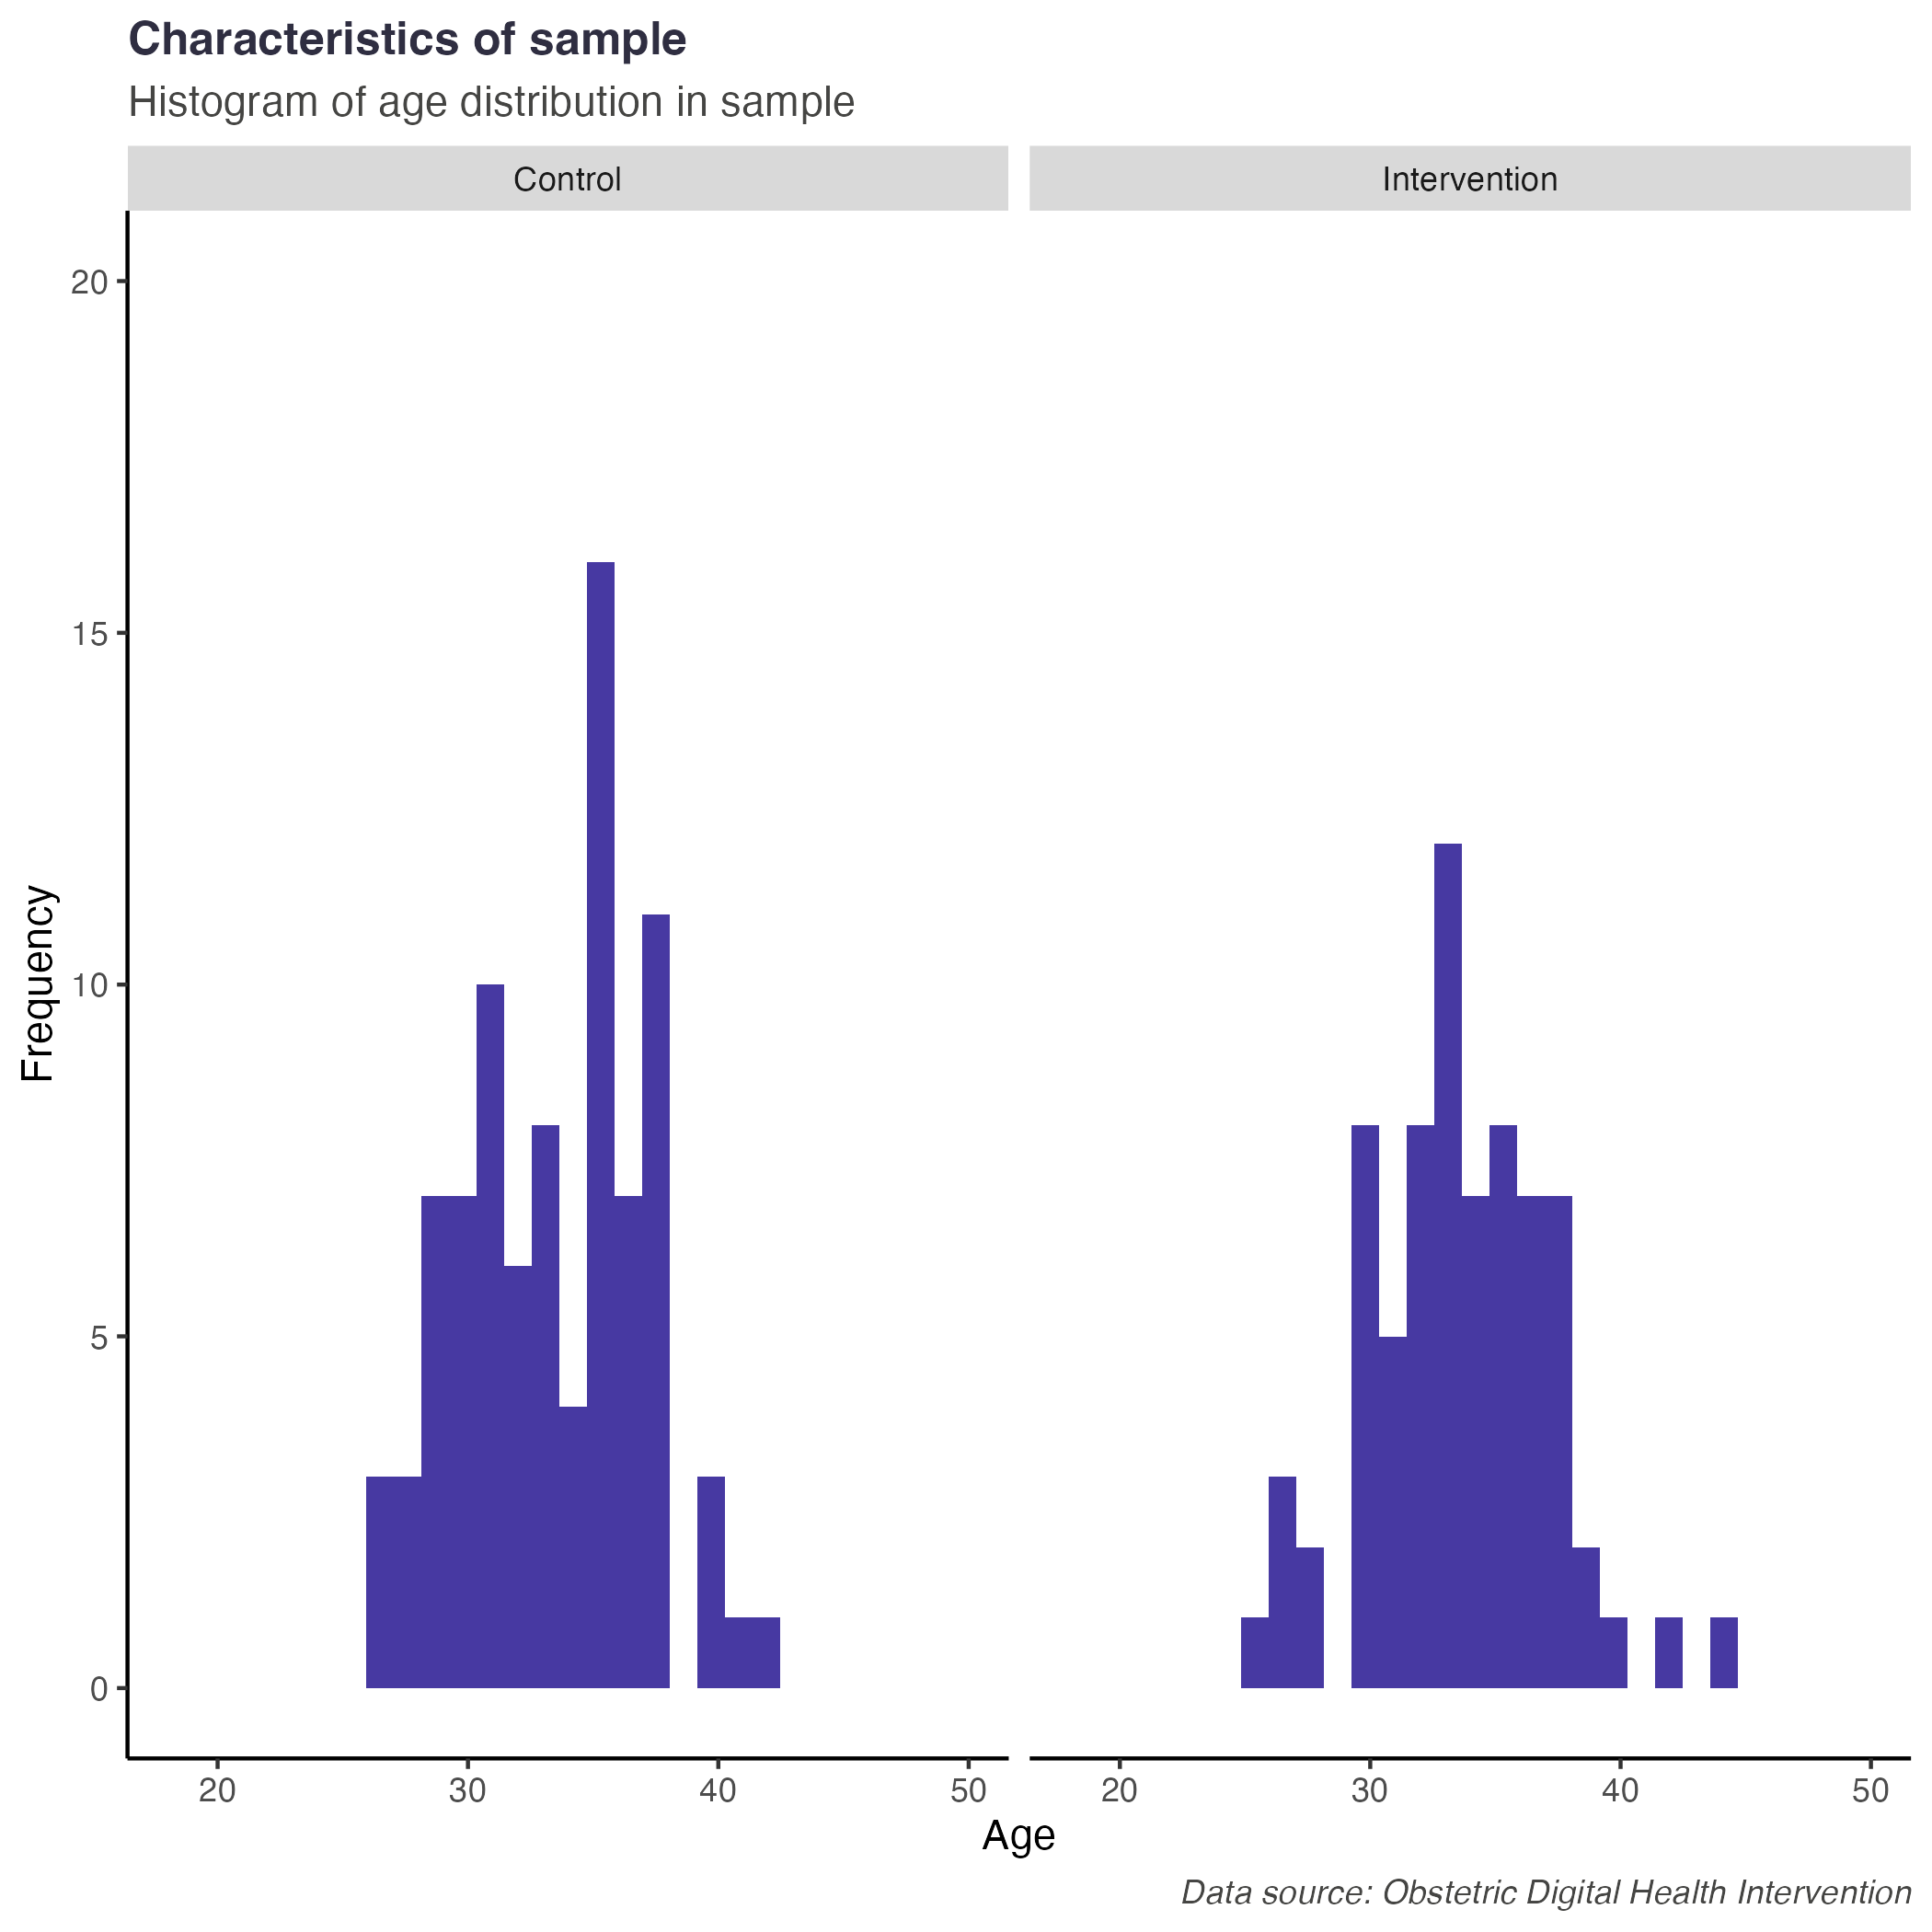 Characteristics of sample
Histogram of age distribution in sample
Control
Intervention
20
15
10
5
0
Frequency
20 30 40 50
20 30 40 50
Age
Data source: Obstetric Digital Health Intervention